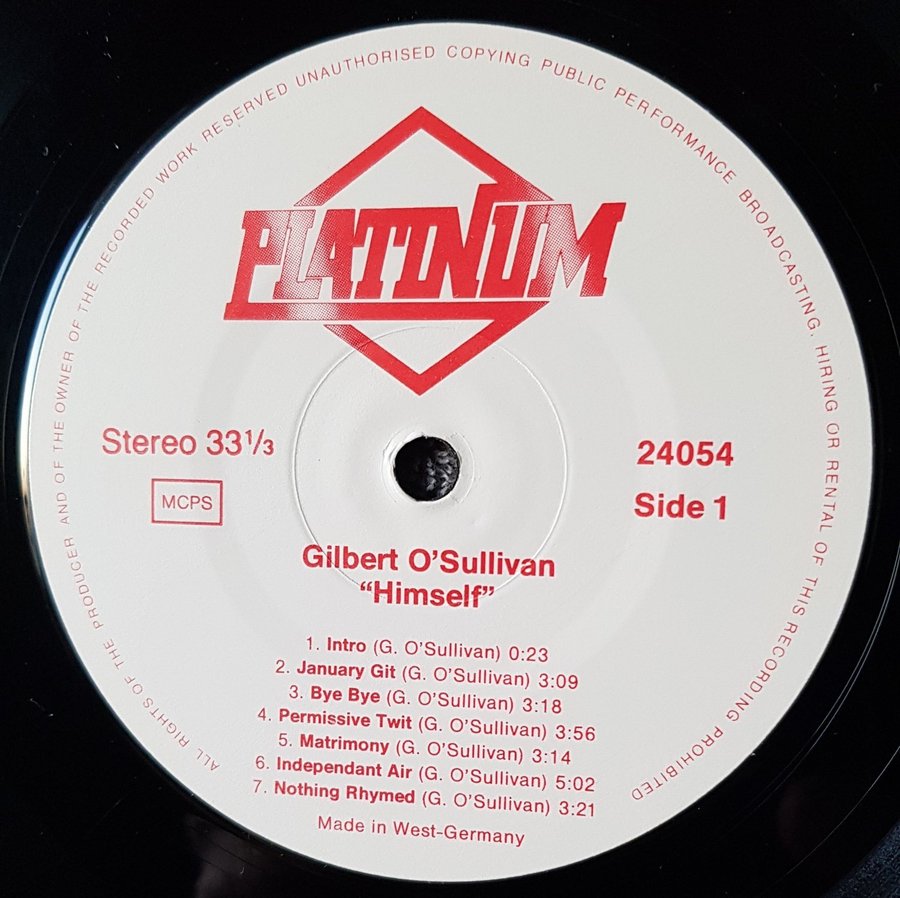 ALL RIGHTS OF THE PRODUCER AND OF THE OWNER OF THE RECORDED WORK RESERVED UNAUTHORISED COPYING PUBLIC PERFORMANCE BROADCASTING, HIRING OR RENTAL OF THIS RECORDING PROHIBITED
PLATINUM
Stereo 33⅓
24054
MCPS
Side 1
Gilbert O'Sullivan
“Himself”
1. Intro (G. O'Sullivan) 0:23
2. January Git (G. O'Sullivan) 3:09
3. Bye Bye (G. O'Sullivan) 3:18
4. Permissive Twit (G. O'Sullivan) 3:56
5. Matrimony (G. O'Sullivan) 3:14
6. Independant Air (G. O'Sullivan) 5:02
7. Nothing Rhymed (G. O'Sullivan) 3:21
Made in West-Germany